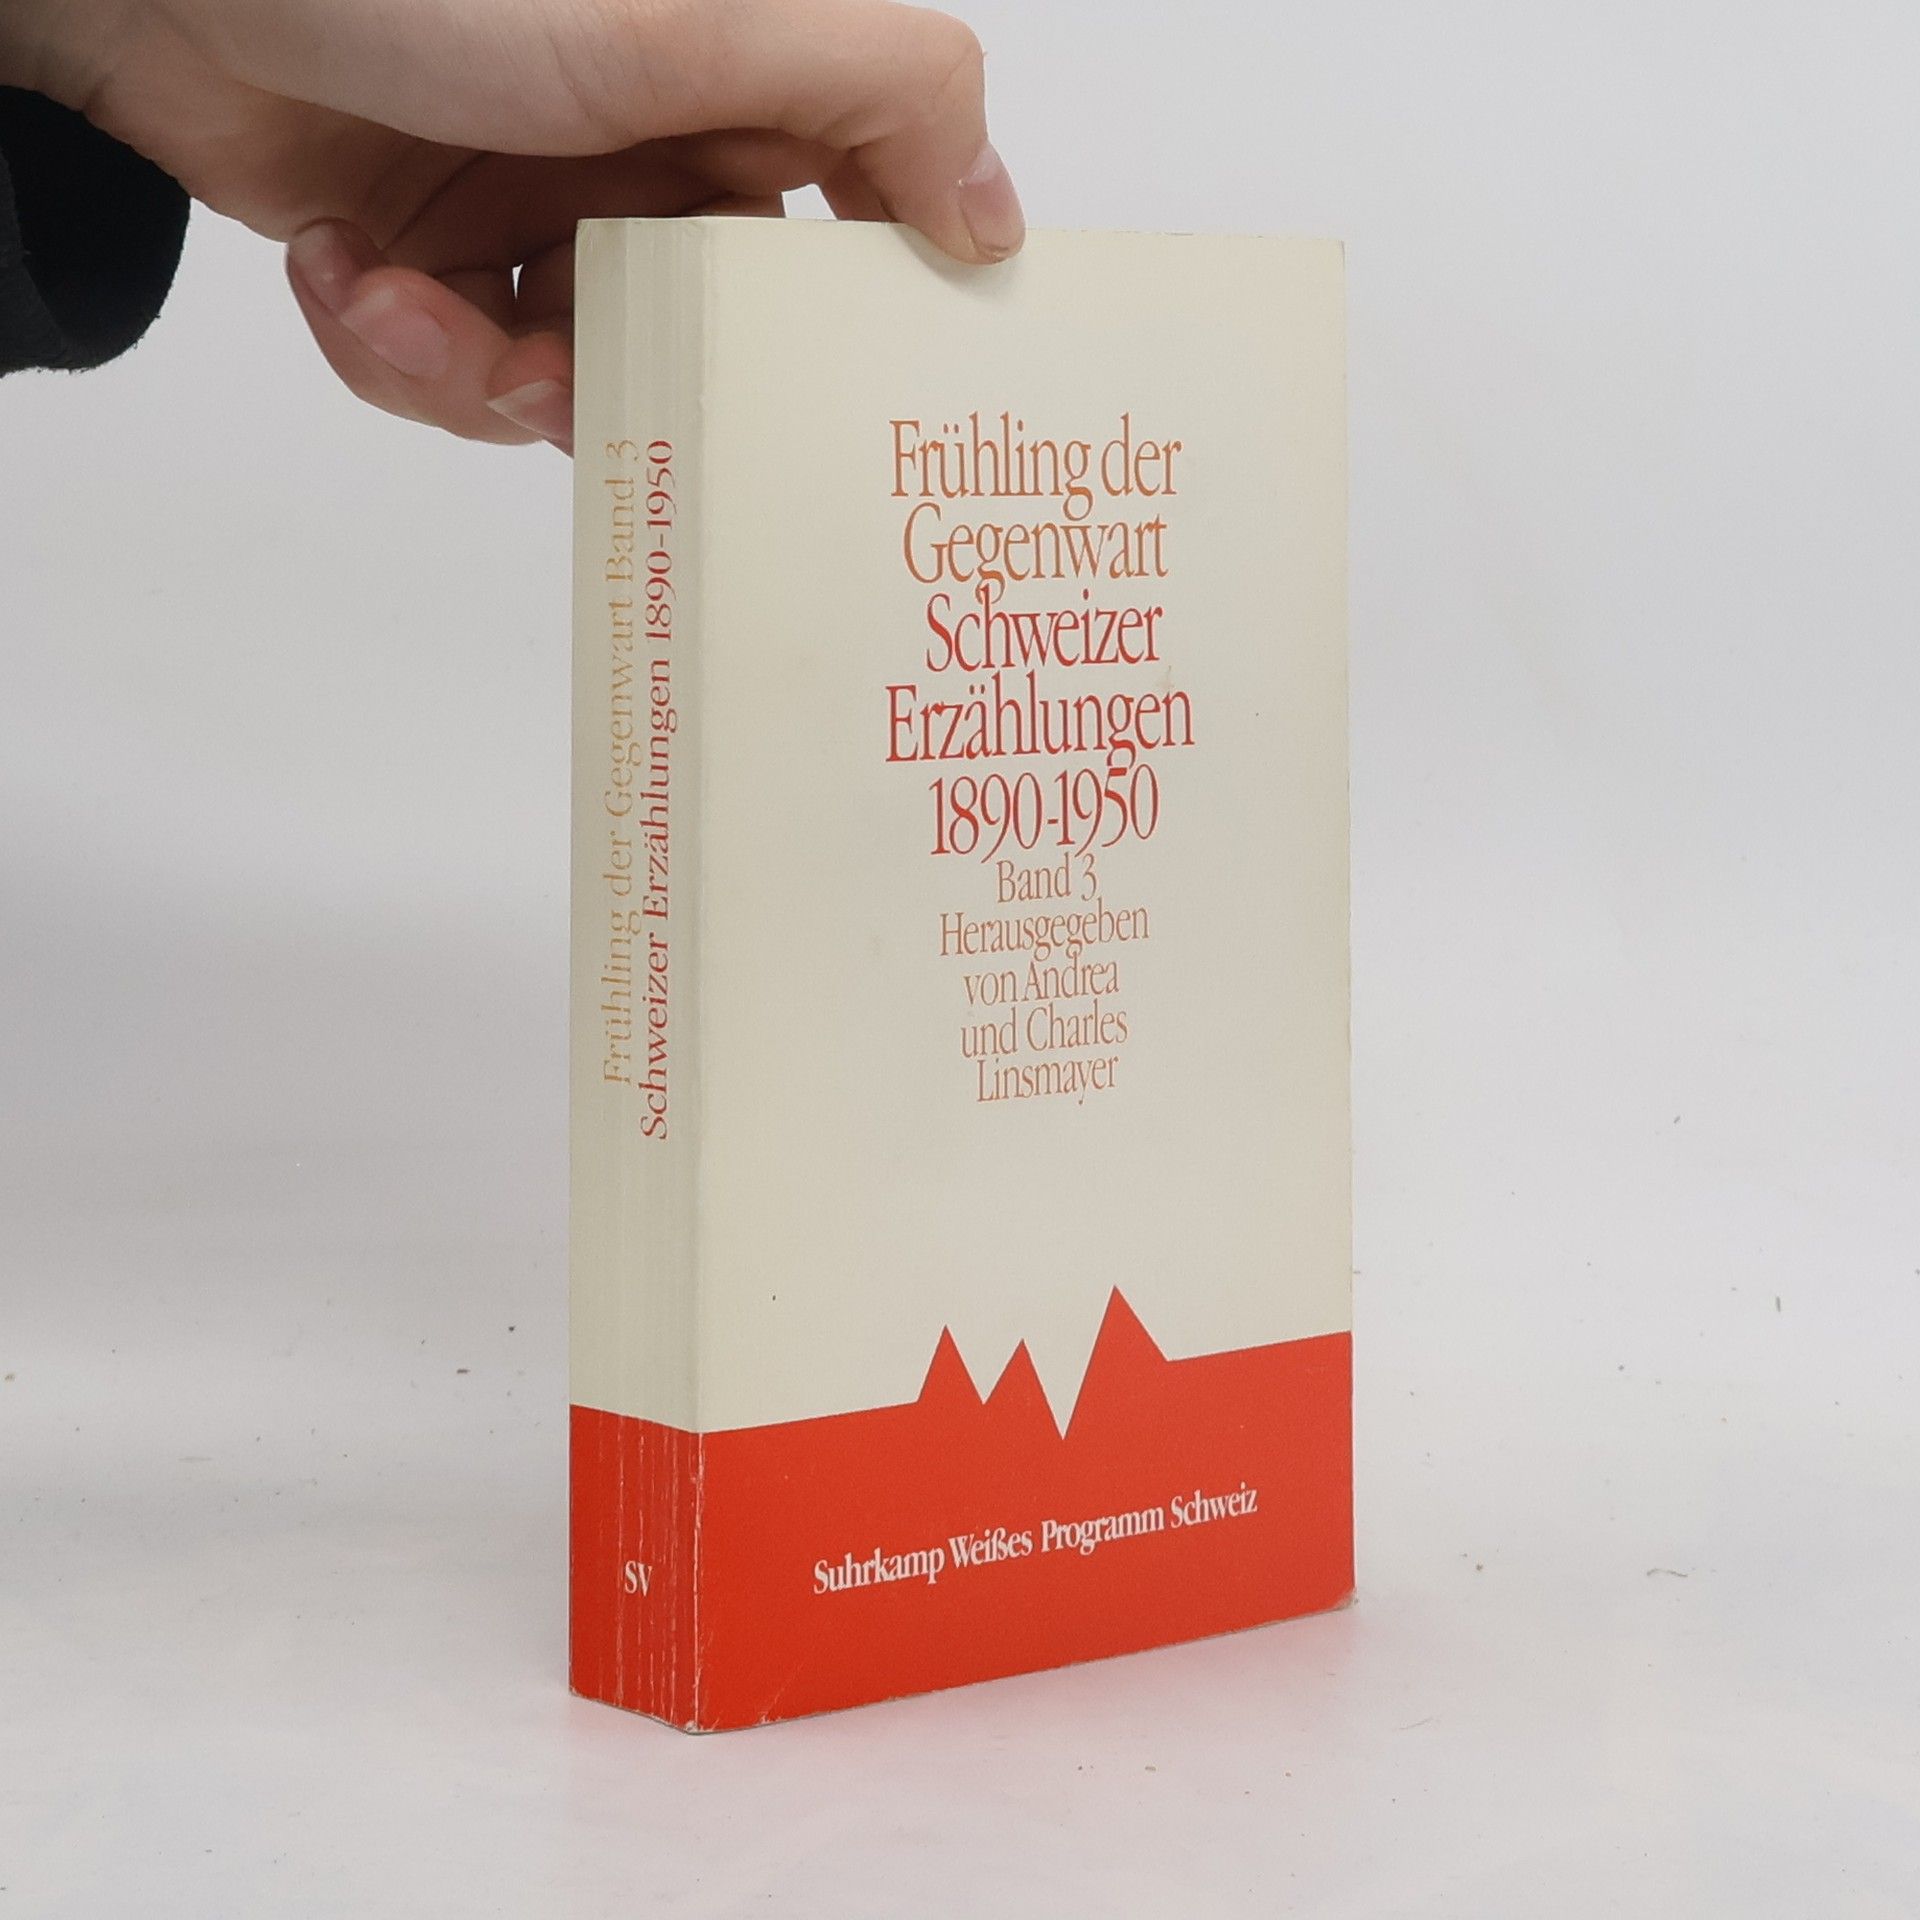 Frühling der Gegenwart Band 3
Schweizer Erzählungen 1890-1950
SV
Frühling der
Gegenwart
Schweizer
Erzählungen
1890-1950
Band 3
Herausgegeben
von Andrea
und Charles
Linsmayer
Suhrkamp Weißes Programm Schweiz